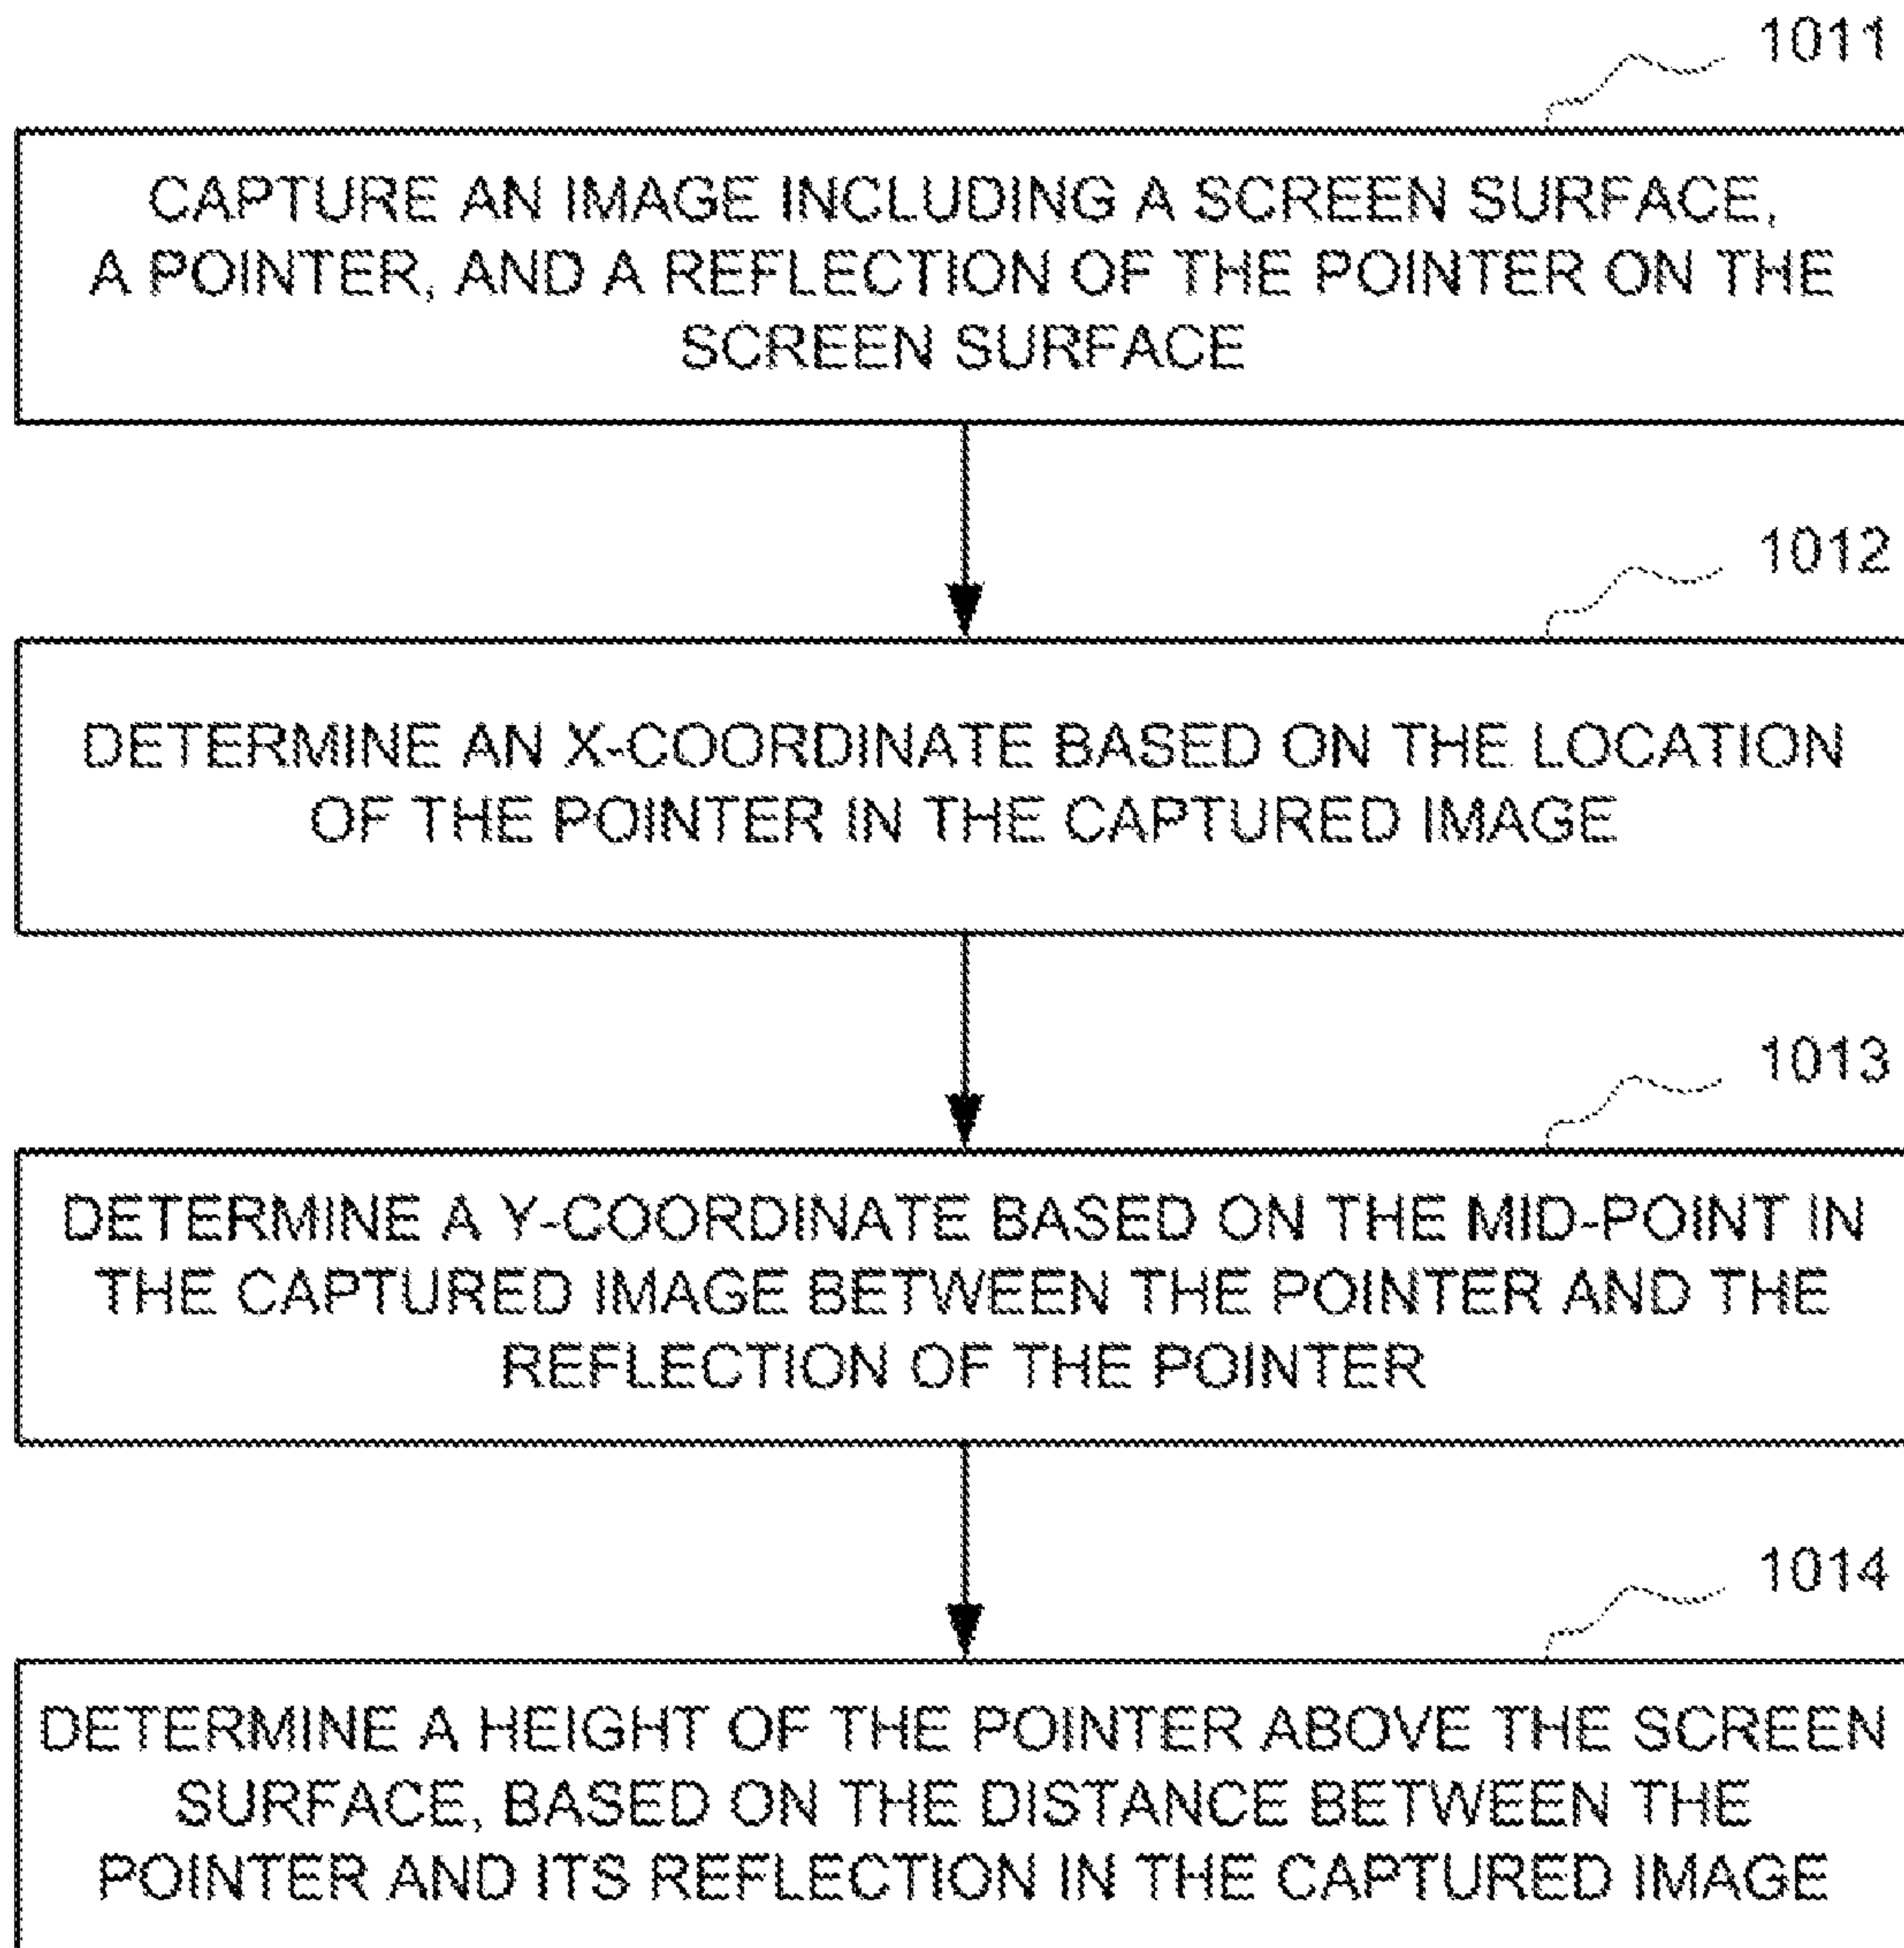 1011
CAPTURE AN IMAGE INCLUDING A SCREEN SURFACE,
A POINTER, AND A REFLECTION OF THE POINTER ON THE
SCREEN SURFACE
1012
DETERMINE AN X-COORDINATE BASED ON THE LOCATION
OF THE POINTER IN THE CAPTURED IMAGE
1013
DETERMINE A Y-COORDINATE BASED ON THE MID-POINT IN
THE CAPTURED IMAGE BETWEEN THE POINTER AND THE
REFLECTION OF THE POINTER
1014
DETERMINE A HEIGHT OF THE POINTER ABOVE THE SCREEN
SURFACE, BASED ON THE DISTANCE BETWEEN THE
POINTER AND ITS REFLECTION IN THE CAPTURED IMAGE